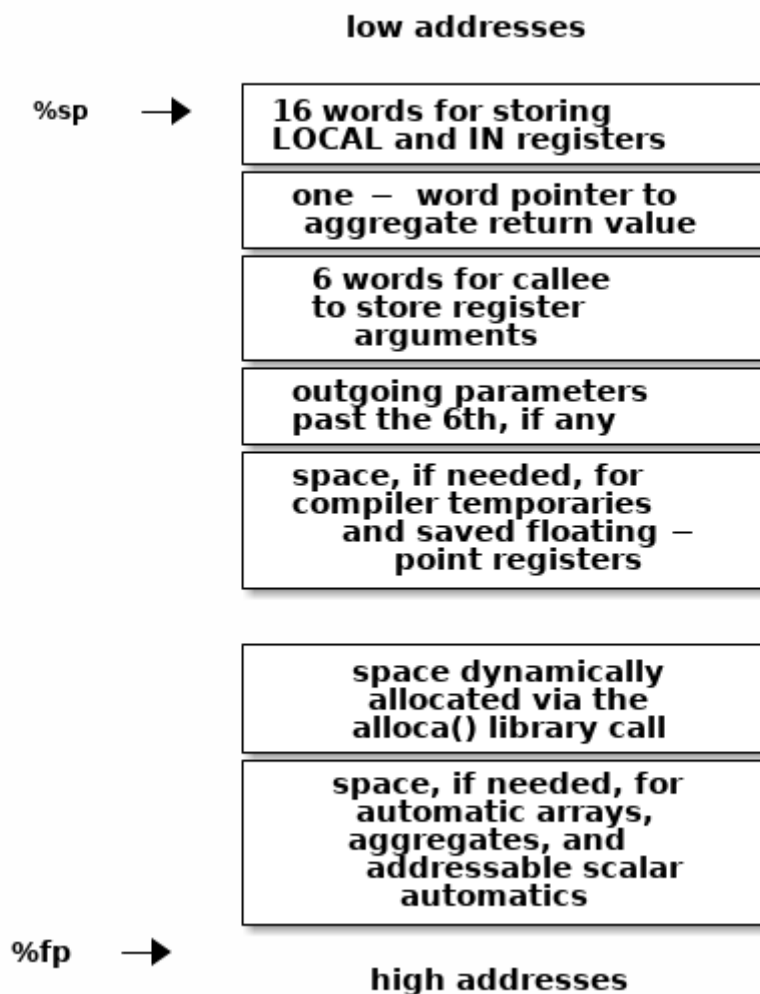 low addresses
%sp
16 words for storing
LOCAL and IN registers
one – word pointer to
aggregate return value
6 words for callee
to store register
arguments
outgoing parameters
past the 6th, if any
space, if needed, for
compiler temporaries
and saved floating –
point registers
space dynamically
allocated via the
alloca() library call
space, if needed, for
automatic arrays,
aggregates, and
addressable scalar
automatics
%fp
high addresses